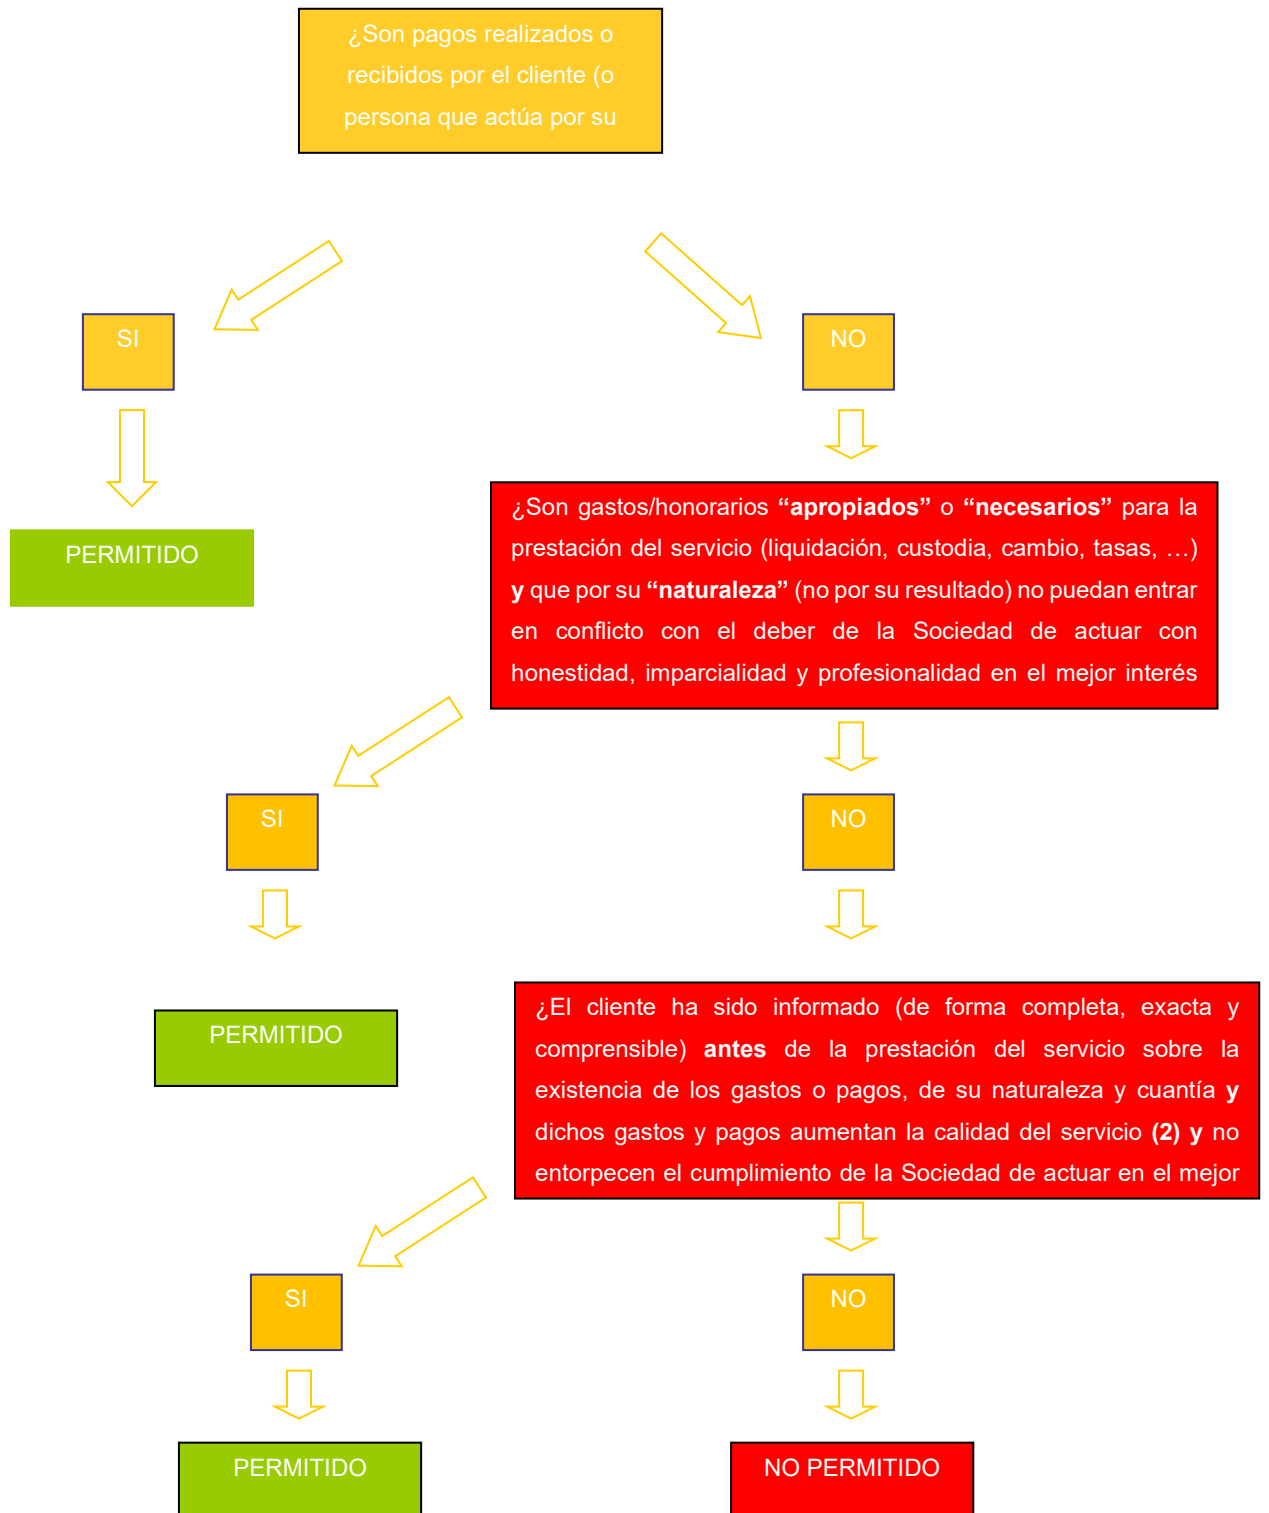 ¿Son pagos realizados o
recibidos por el cliente (o
persona que actúa por su
SI
NO
PERMITIDO
¿Son gastos/honorarios “apropiados” o “necesarios” para la
prestación del servicio (liquidación, custodia, cambio, tasas, …)
y que por su “naturaleza” (no por su resultado) no puedan entrar
en conflicto con el deber de la Sociedad de actuar con
honestidad, imparcialidad y profesionalidad en el mejor interés
SI
NO
PERMITIDO
¿El cliente ha sido informado (de forma completa, exacta y
comprensible) antes de la prestación del servicio sobre la
existencia de los gastos o pagos, de su naturaleza y cuantía y
dichos gastos y pagos aumentan la calidad del servicio (2) y no
entorpecen el cumplimiento de la Sociedad de actuar en el mejor
SI
NO
PERMITIDO
NO PERMITIDO